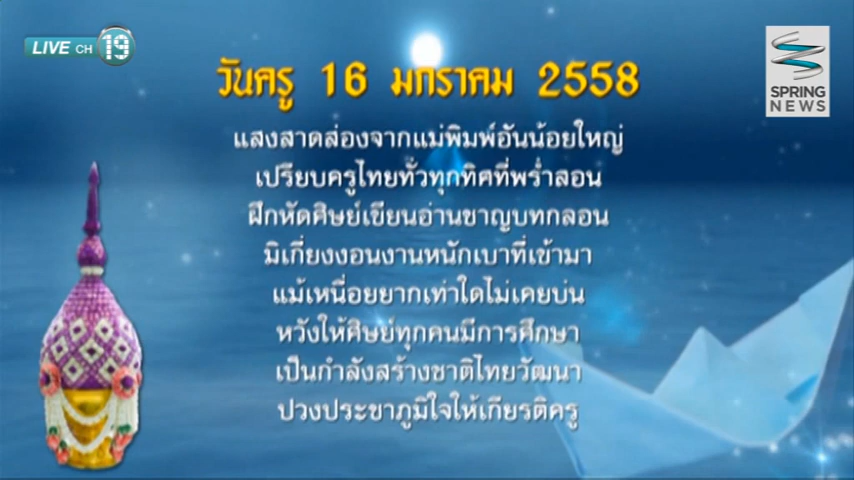 LIVE CH 19
SPRING
NEWS
วันครู 16 มกราคม 2558
แสงสาดส่องจากแม่พิมพ์อันน้อยใหญ่
เปรียบครูไทยทั่วทุกทิศที่พร่ำสอน
ฝึกหัดศิษย์เขียนอ่านชาญบทกลอน
มิเกี่ยงงอนงานหนักเบาที่เข้ามา
แม้เหนื่อยยากเท่าใดไม่เคยบ่น
หวังให้ศิษย์ทุกคนมีการศึกษา
เป็นกำลังสร้างชาติไทยวัฒนา
ปวงประชาภูมิใจให้เกียรติครู